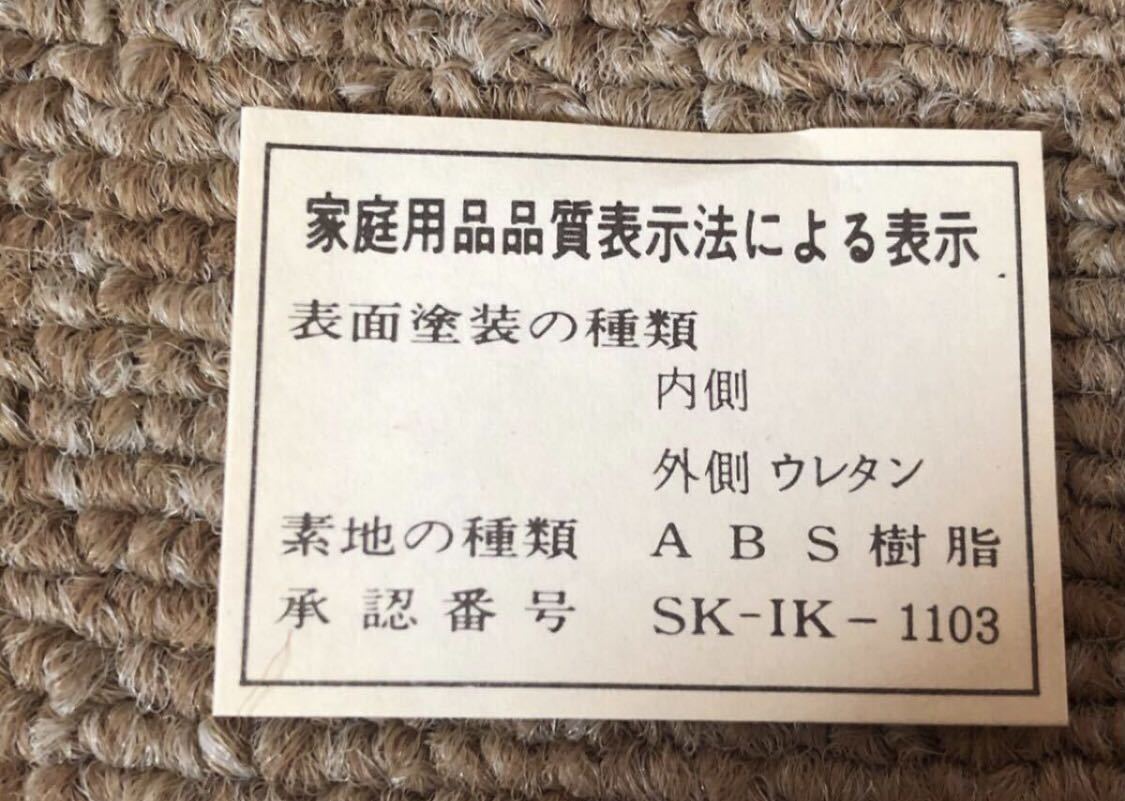 家庭用品品質表示法による表示
表面塗装の種類
内側
外側 ウレタン
素地の種類 ABS樹脂
承認番号 SK-IK-1103